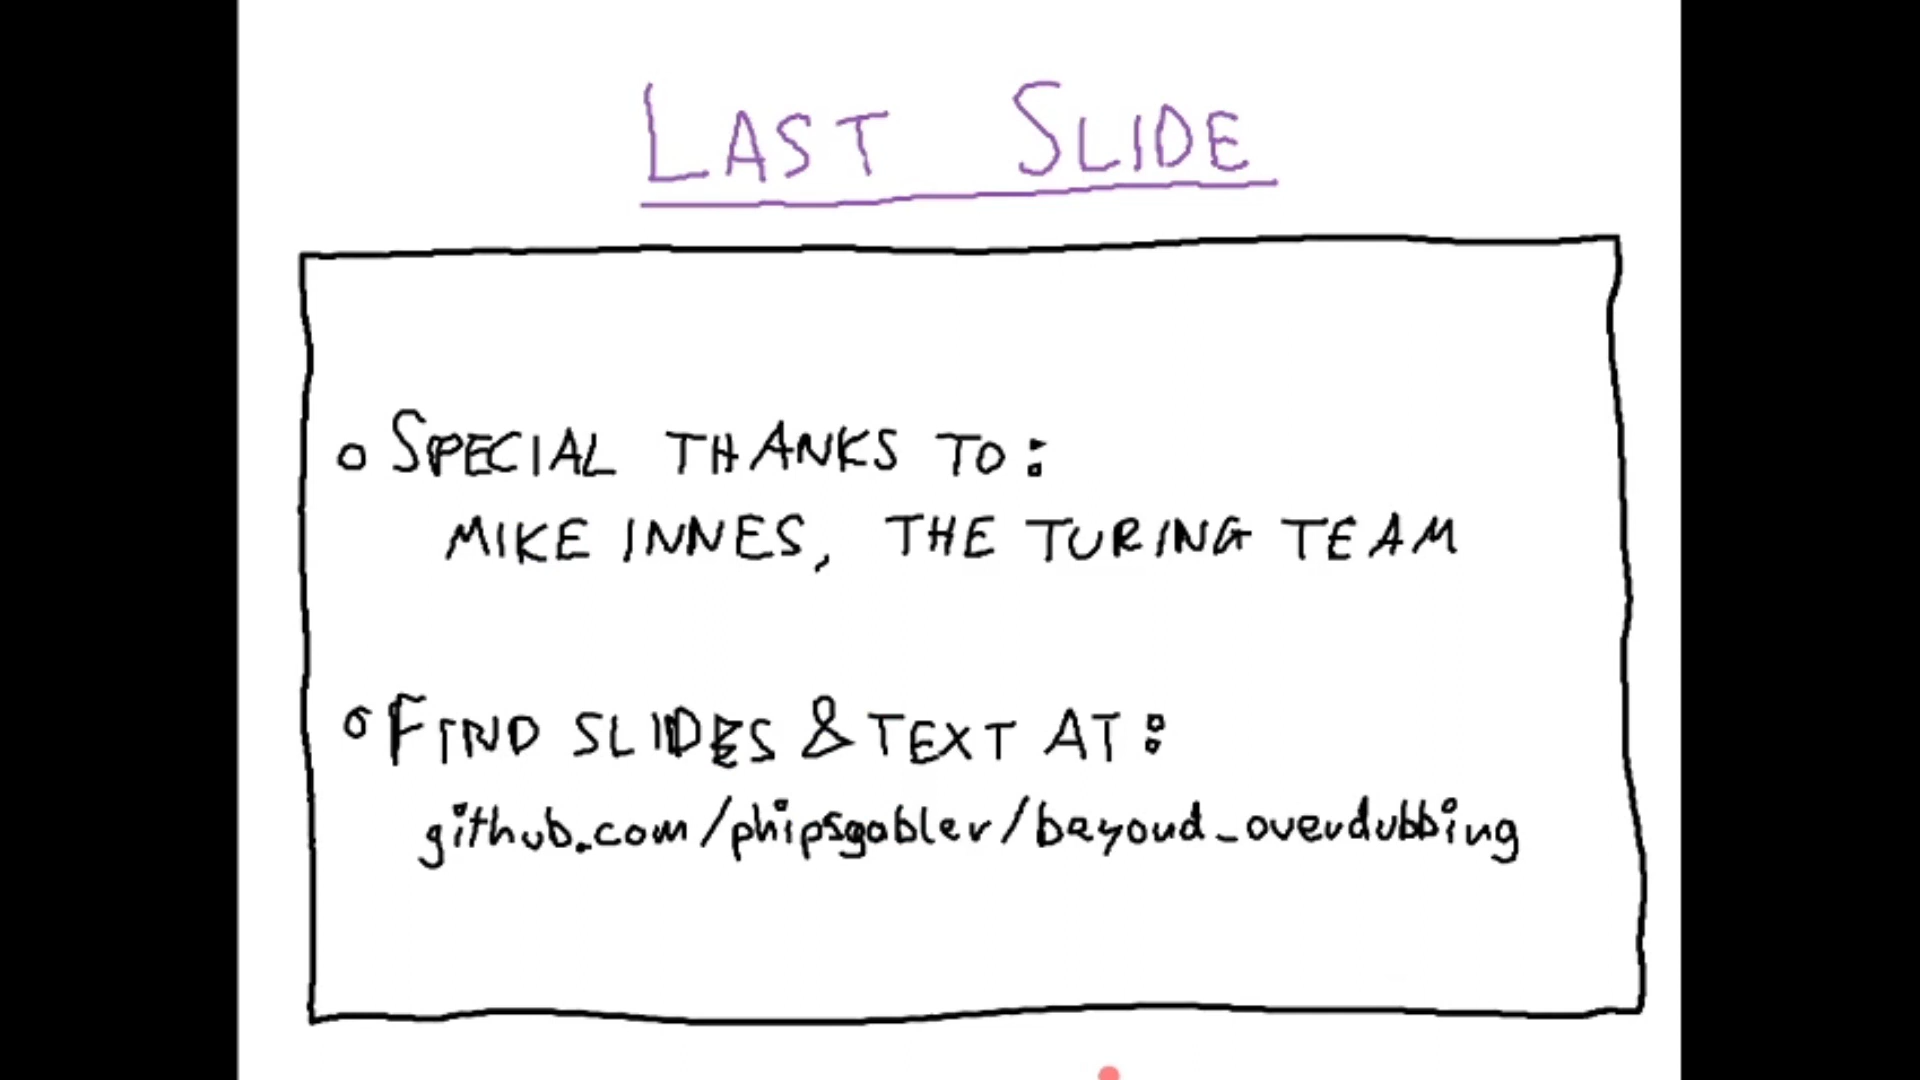 LAST SLIDE
SPECIAL THANKS TO:
MIKE INNES, THE TURING TEAM
FIND SLIDES & TEXT AT:
github.com/phipsgabler/beyond_overdubbing